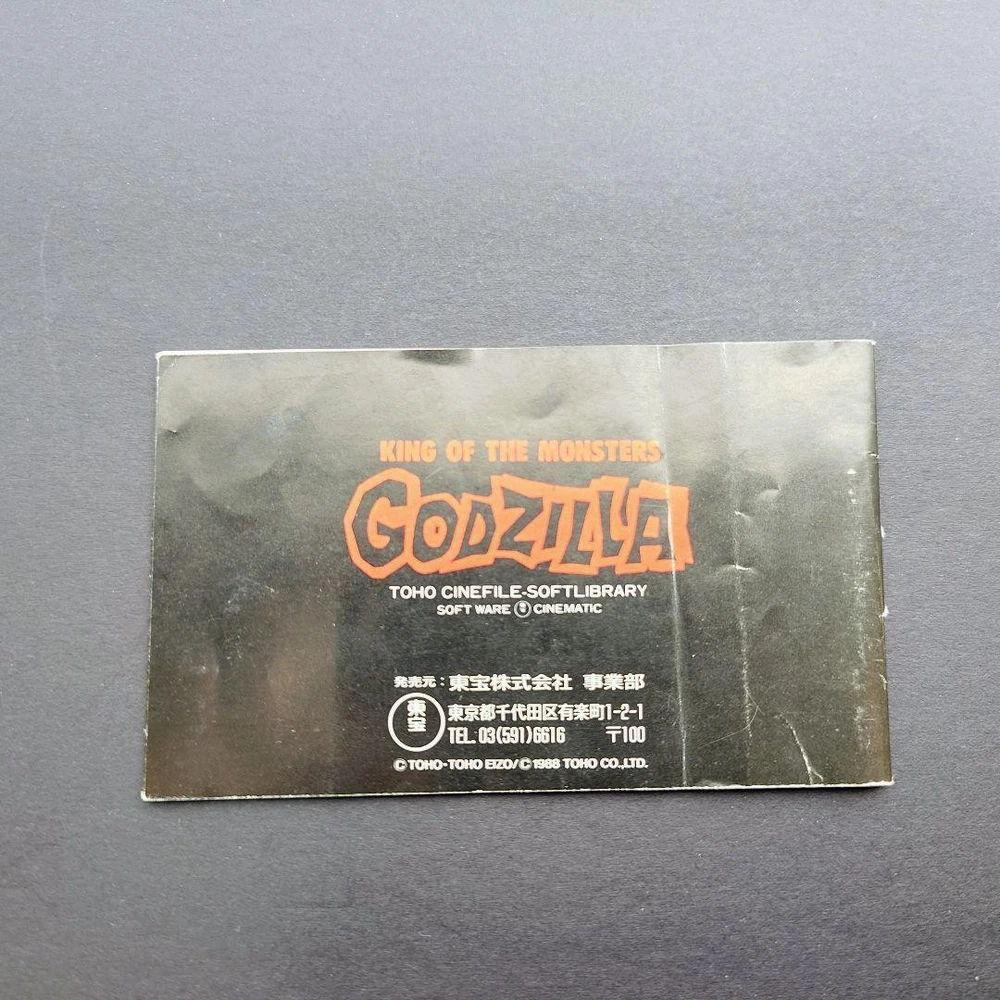 KING OF THE MONSTERS
GODZILLA
TOHO CINEFILE-SOFTLIBRARY
SOFT WARE 東宝 CINEMATIC
発売元：東宝株式会社 事業部
東宝
東京都千代田区有楽町1-2-1
TEL. 03(591)6616 〒100
©TOHO・TOHO EIZO/©1988 TOHO CO.,LTD.